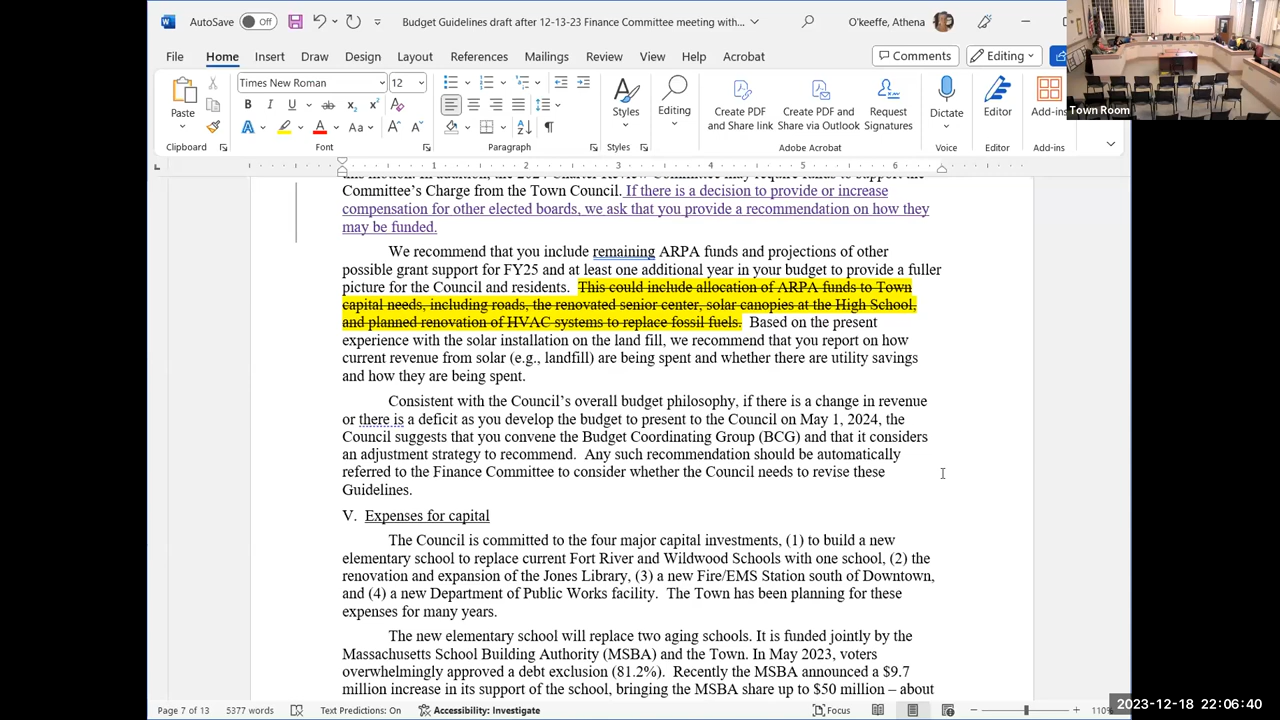 AutoSave Off Budget Guidelines draft after 12-13-23 Finance Committee meeting with... O'keeffe, Athena
File Home Insert Draw Design Layout References Mailings Review View Help Acrobat Comments Editing
Paste
Clipboard
Times New Roman 12
Font
Paragraph
Styles
Styles
Editing
Create PDF and Share link
Create PDF and Share via Outlook
Request Signatures
Adobe Acrobat
Dictate
Voice
Editor
Editor
Add-ins
Add-ins
Town Room
1 2 3 4 5 6
Committee's Charge from the Town Council. If there is a decision to provide or increase
compensation for other elected boards, we ask that you provide a recommendation on how they
may be funded.
We recommend that you include remaining ARPA funds and projections of other
possible grant support for FY25 and at least one additional year in your budget to provide a fuller
picture for the Council and residents. This could include allocation of ARPA funds to Town
capital needs, including roads, the renovated senior center, solar canopies at the High School,
and planned renovation of HVAC systems to replace fossil fuels. Based on the present
experience with the solar installation on the land fill, we recommend that you report on how
current revenue from solar (e.g., landfill) are being spent and whether there are utility savings
and how they are being spent.
Consistent with the Council's overall budget philosophy, if there is a change in revenue
or there is a deficit as you develop the budget to present to the Council on May 1, 2024, the
Council suggests that you convene the Budget Coordinating Group (BCG) and that it considers
an adjustment strategy to recommend. Any such recommendation should be automatically
referred to the Finance Committee to consider whether the Council needs to revise these
Guidelines.
V. Expenses for capital
The Council is committed to the four major capital investments, (1) to build a new
elementary school to replace current Fort River and Wildwood Schools with one school, (2) the
renovation and expansion of the Jones Library, (3) a new Fire/EMS Station south of Downtown,
and (4) a new Department of Public Works facility. The Town has been planning for these
expenses for many years.
The new elementary school will replace two aging schools. It is funded jointly by the
Massachusetts School Building Authority (MSBA) and the Town. In May 2023, voters
overwhelmingly approved a debt exclusion (81.2%). Recently the MSBA announced a $9.7
million increase in its support of the school, bringing the MSBA share up to $50 million – about
Page 7 of 13 5377 words Text Predictions: On Accessibility: Investigate Focus 110%
2023-12-18 22:06:40